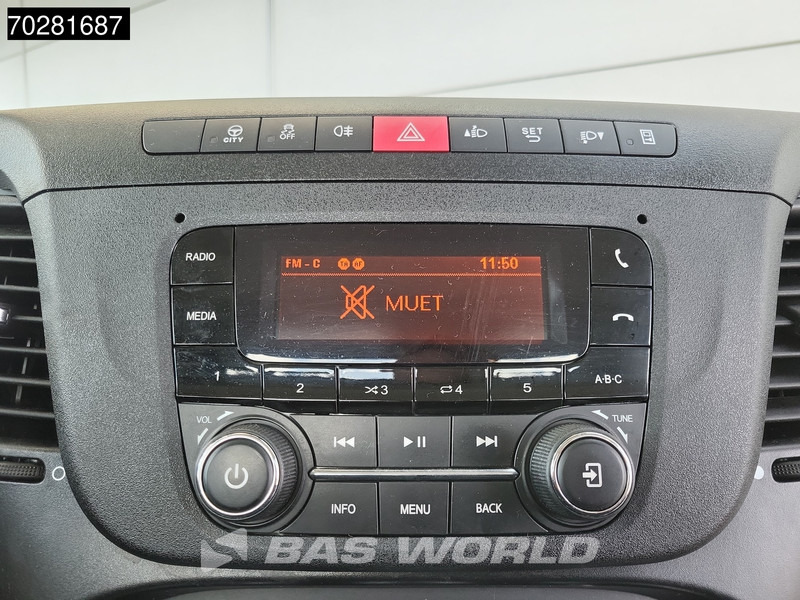 70281687
CITY
OFF
SET
RADIO
FM - C
11:50
MEDIA
MUET
1
2
3
4
5
A·B·C
VOL
TUNE
INFO
MENU
BACK
BAS WORLD